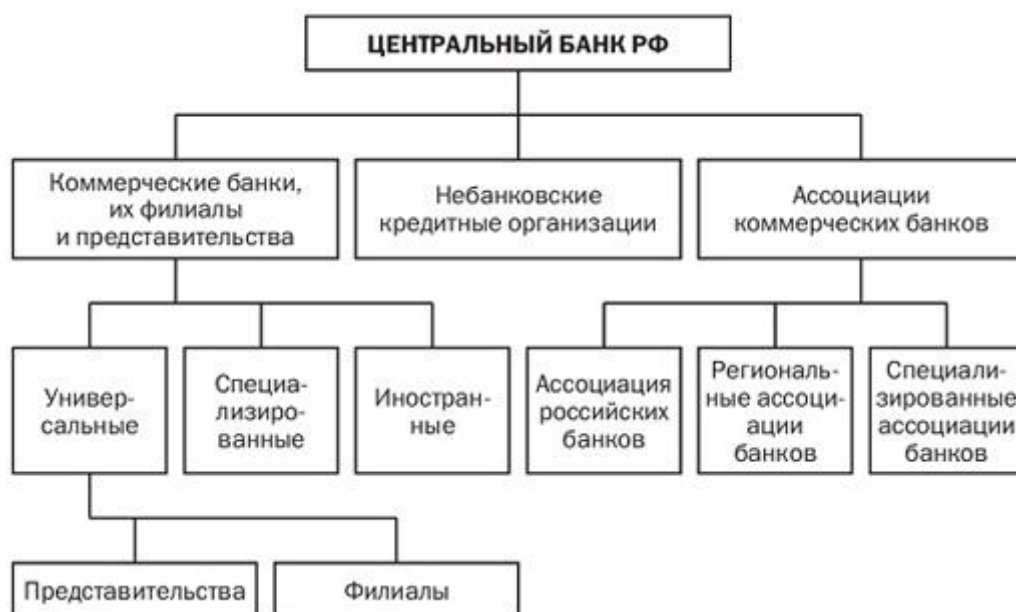 ЦЕНТРАЛЬНЫЙ БАНК РФ
Коммерческие банки,
их филиалы
и представительства
Небанковские
кредитные организации
Ассоциации
коммерческих банков
Универ-
сальные
Специа-
лизиро-
ванные
Иностран-
ные
Ассоциация
российских
банков
Региональ-
ные ассоци-
ации
банков
Специали-
зированные
ассоциации
банков
Представительства
Филиалы